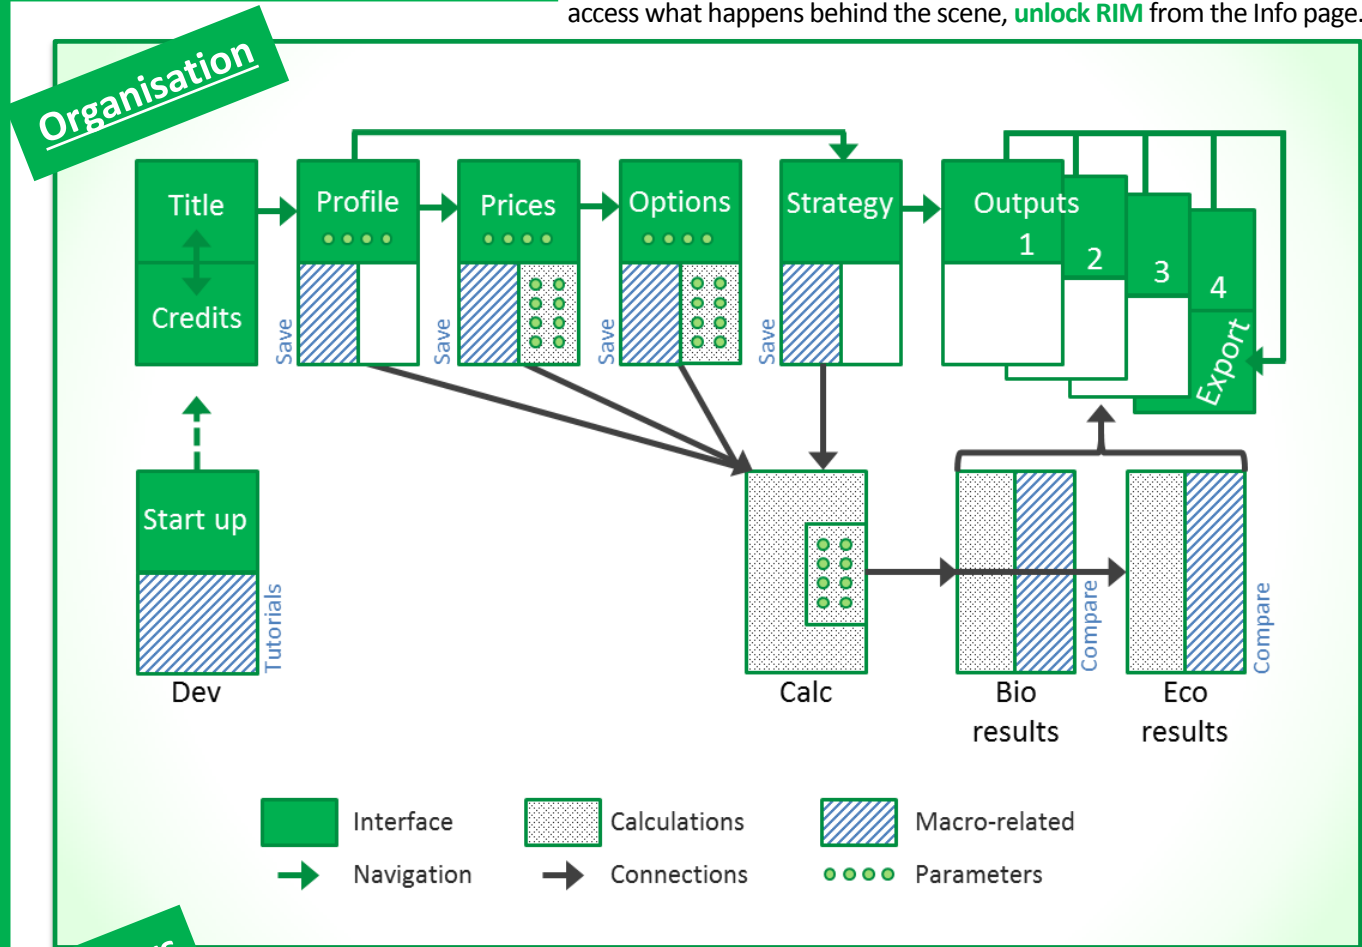 access what happens behind the scene, unlock RIM from the Info page.
Organisation
Title
Credits
Profile
Save
Prices
Save
Options
Save
Strategy
Save
Outputs
1
2
3
4
Export
Start up
Tutorials
Dev
Calc
Compare
Bio
results
Compare
Eco
results
Interface
Calculations
Macro-related
Navigation
Connections
Parameters